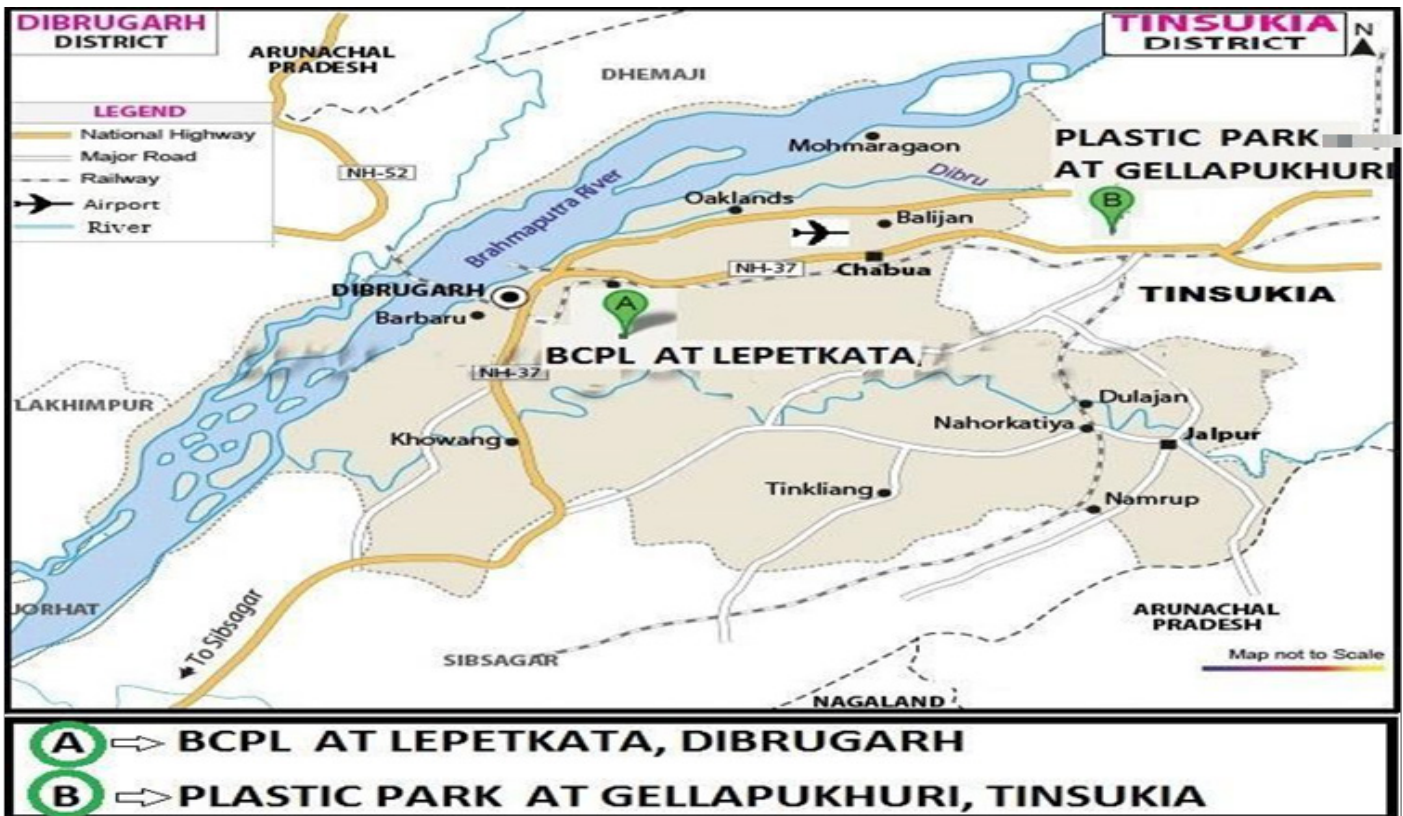 DIBRUGARH
DISTRICT
TINSUKIA
DISTRICT
N
ARUNACHAL
PRADESH
DHEMAJI
LEGEND
National Highway
Major Road
Railway
Airport
River
NH-52
Mohmaragaon
PLASTIC PARK
AT GELLAPUKHURI
Dibru
Brahmaputra River
Oaklands
B
Balijan
NH-37
Chabua
DIBRUGARH
TINSUKIA
A
Barbaru
BCPL AT LEPETKATA,
NH-37
LAKHIMPUR
Dulajan
Nahorkatiya
Jalpur
Khowang
Tinkliang
Namrup
JORHAT
To Sibsagar
ARUNACHAL
PRADESH
SIBSAGAR
Map not to Scale
NAGALAND
A BCPL AT LEPETKATA, DIBRUGARH
B PLASTIC PARK AT GELLAPUKHURI, TINSUKIA